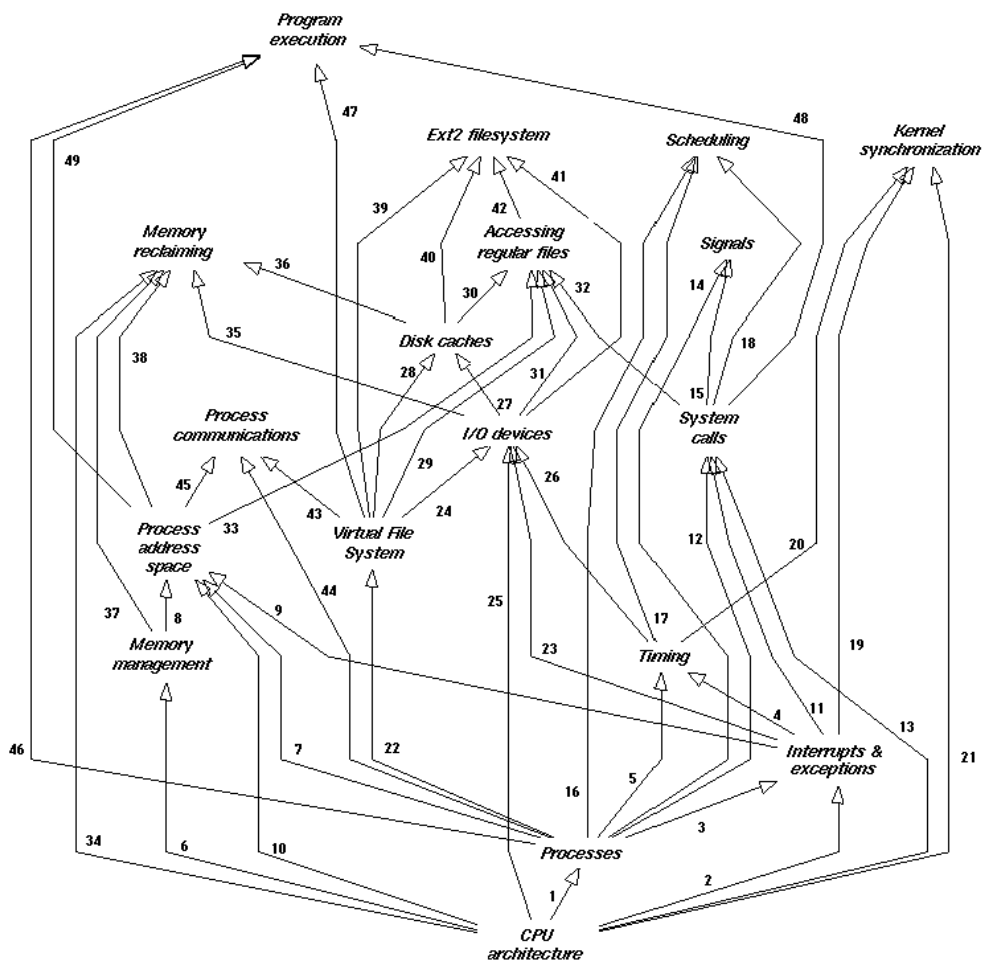 Program
execution
47
48
49
Ext2 filesystem
Scheduling
Kernel
synchronization
41
39
42
Memory
reclaiming
Accessing
regular files
Signals
36
40
30
32
14
35
Disk caches
38
28
31
18
27
15
Process
communications
I/O devices
System
calls
45
29
26
33
43
24
Process
address
space
Virtual File
System
12
20
44
25
37
8
9
17
19
Memory
management
23
Timing
4
11
13
46
7
22
5
Interrupts &
exceptions
21
16
3
34
6
10
Processes
1
2
CPU
architecture